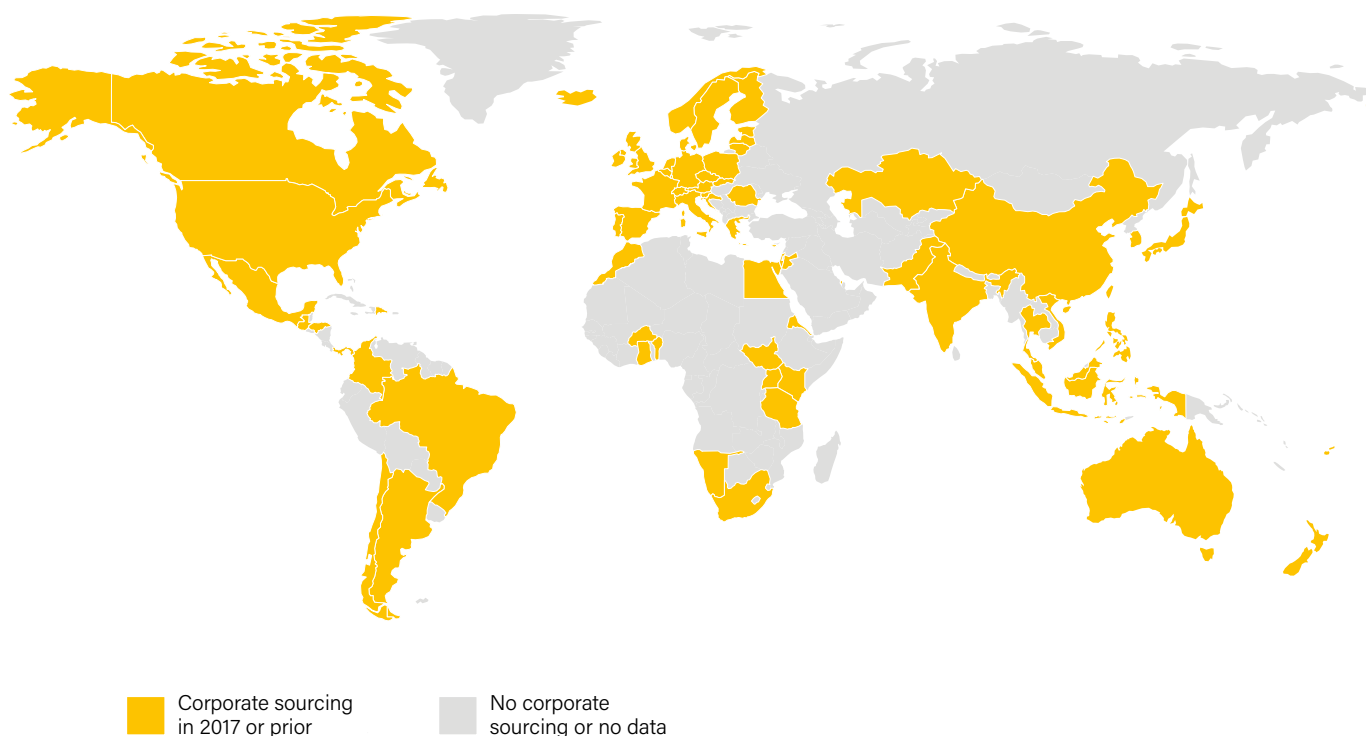 Corporate sourcing
in 2017 or prior
No corporate
sourcing or no data